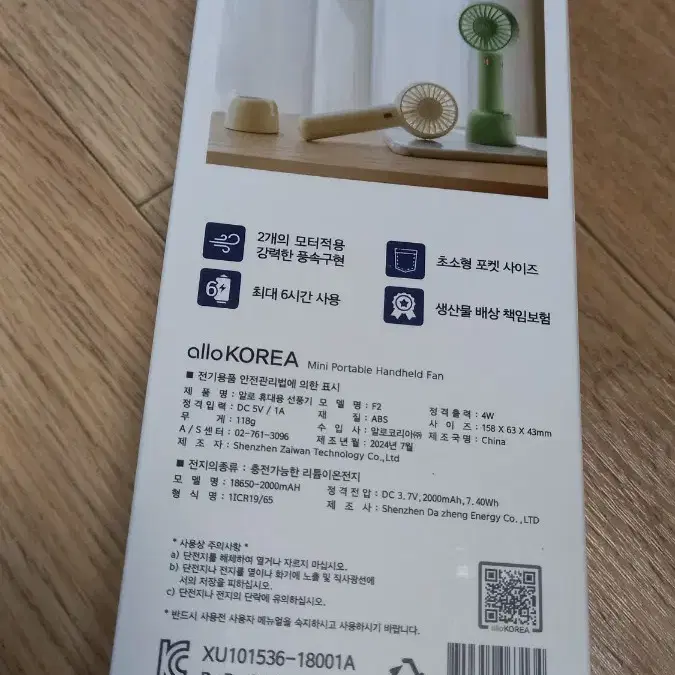 2개의 모터적용
강력한 풍속구현
초소형 포켓 사이즈
6
최대 6시간 사용
생산물 배상 책임보험
alloKOREA Mini Portable Handheld Fan
■ 전기용품 안전관리법에 의한 표시
제 품 명 : 알로 휴대용 선풍기 모 델 명 : F2 정격출력 : 4W
정격입력 : DC 5V / 1A 재 질 : ABS 사 이 즈 : 158 X 63 X 43mm
무 게 : 118g 수 입 사 : 알로코리아㈜ 제조국명 : China
A / S센터 : 02-761-3096 제조년월 : 2024년 7월
제 조 자 : Shenzhen Zaiwan Technology Co.,Ltd
■ 전지의종류 : 충전가능한 리튬이온전지
모 델 명 : 18650-2000mAH 정격전압 : DC 3.7V, 2000mAh, 7.40Wh
형 식 명 : 1ICR19/65 제 조 사 : Shenzhen Da zheng Energy Co., LTD
* 사용상 주의사항 *
a) 단전지를 해체하여 열거나 자르지 마십시오.
b) 단전지나 전지를 열이나 화기에 노출 및 직사광선에
서의 저장을 피하십시오.
c) 단전지나 전지의 단락에 유의하십시오.
* 반드시 사용전 사용자 메뉴얼을 숙지하시고 사용하시기 바랍니다.
alloKOREA
XU101536-18001A